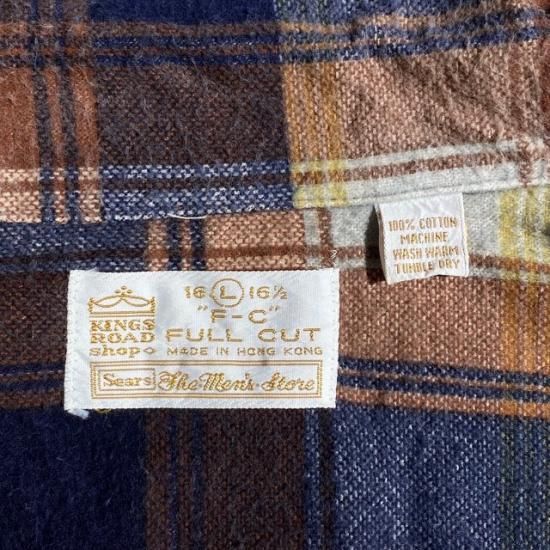 16 L 16½
"F-C"
FULL CUT
MADE IN HONG KONG
KINGS
ROAD
shop
Sears The Men's Store
100% COTTON
MACHINE
WASH WARM
TUMBLE DRY